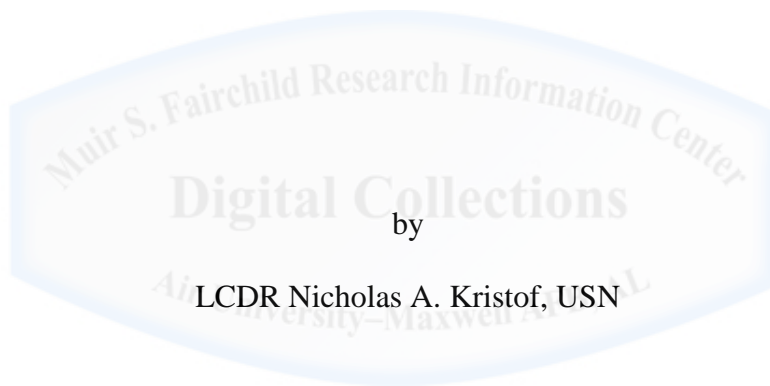 Muir S. Fairchild Research Information Center
Digital Collections
by
LCDR Nicholas A. Kristof, USN